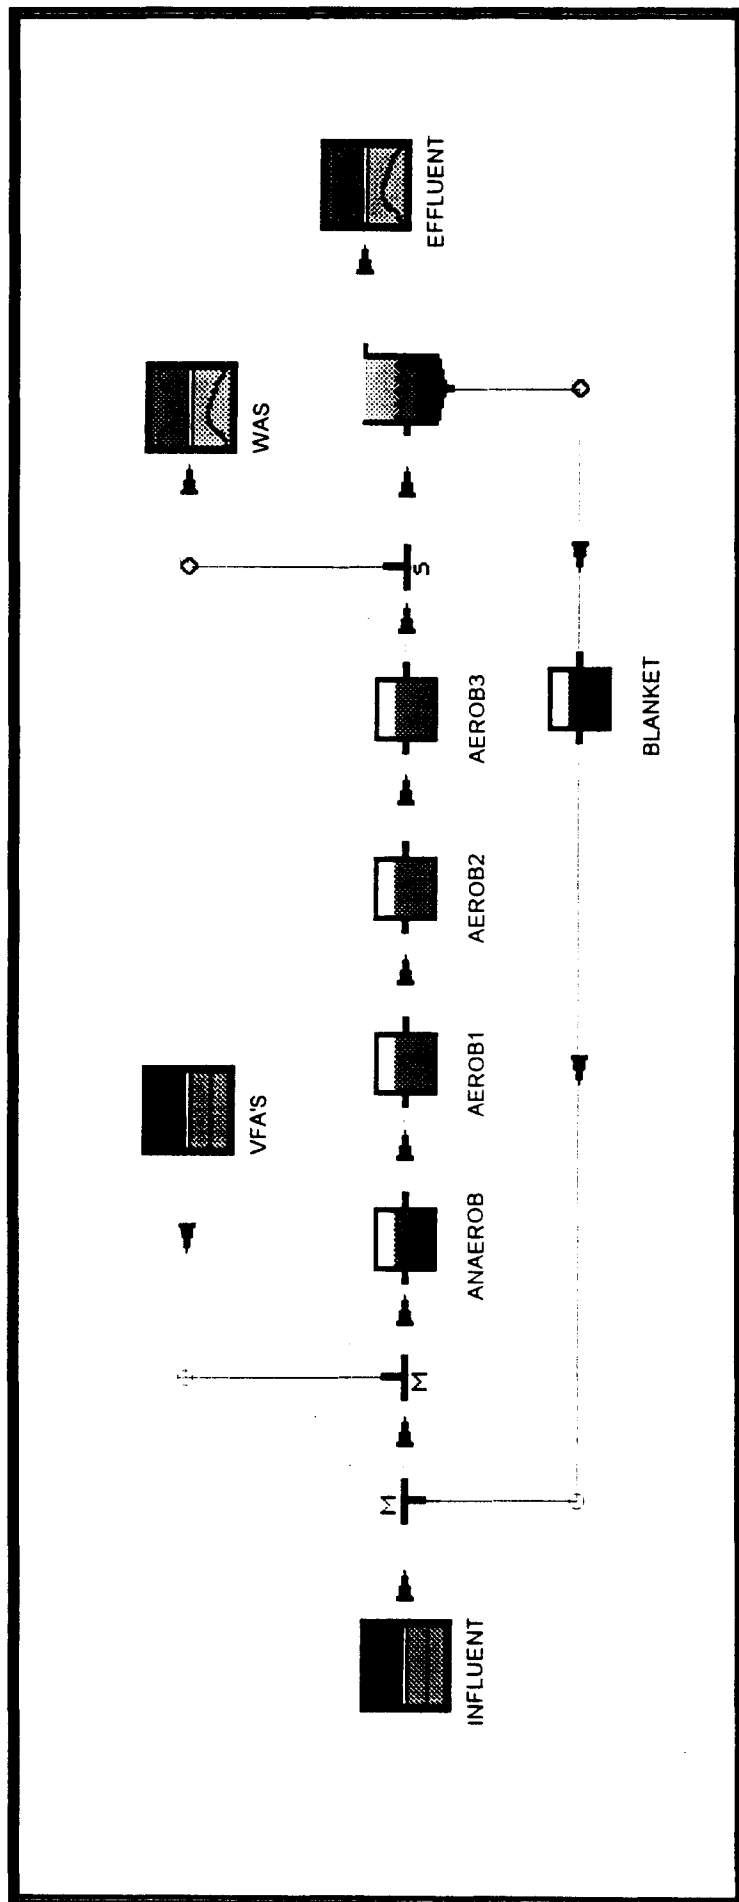 VFA'S
WAS
M
M
S
EFFLUENT
INFLUENT
ANAEROB
AEROB1
AEROB2
AEROB3
BLANKET